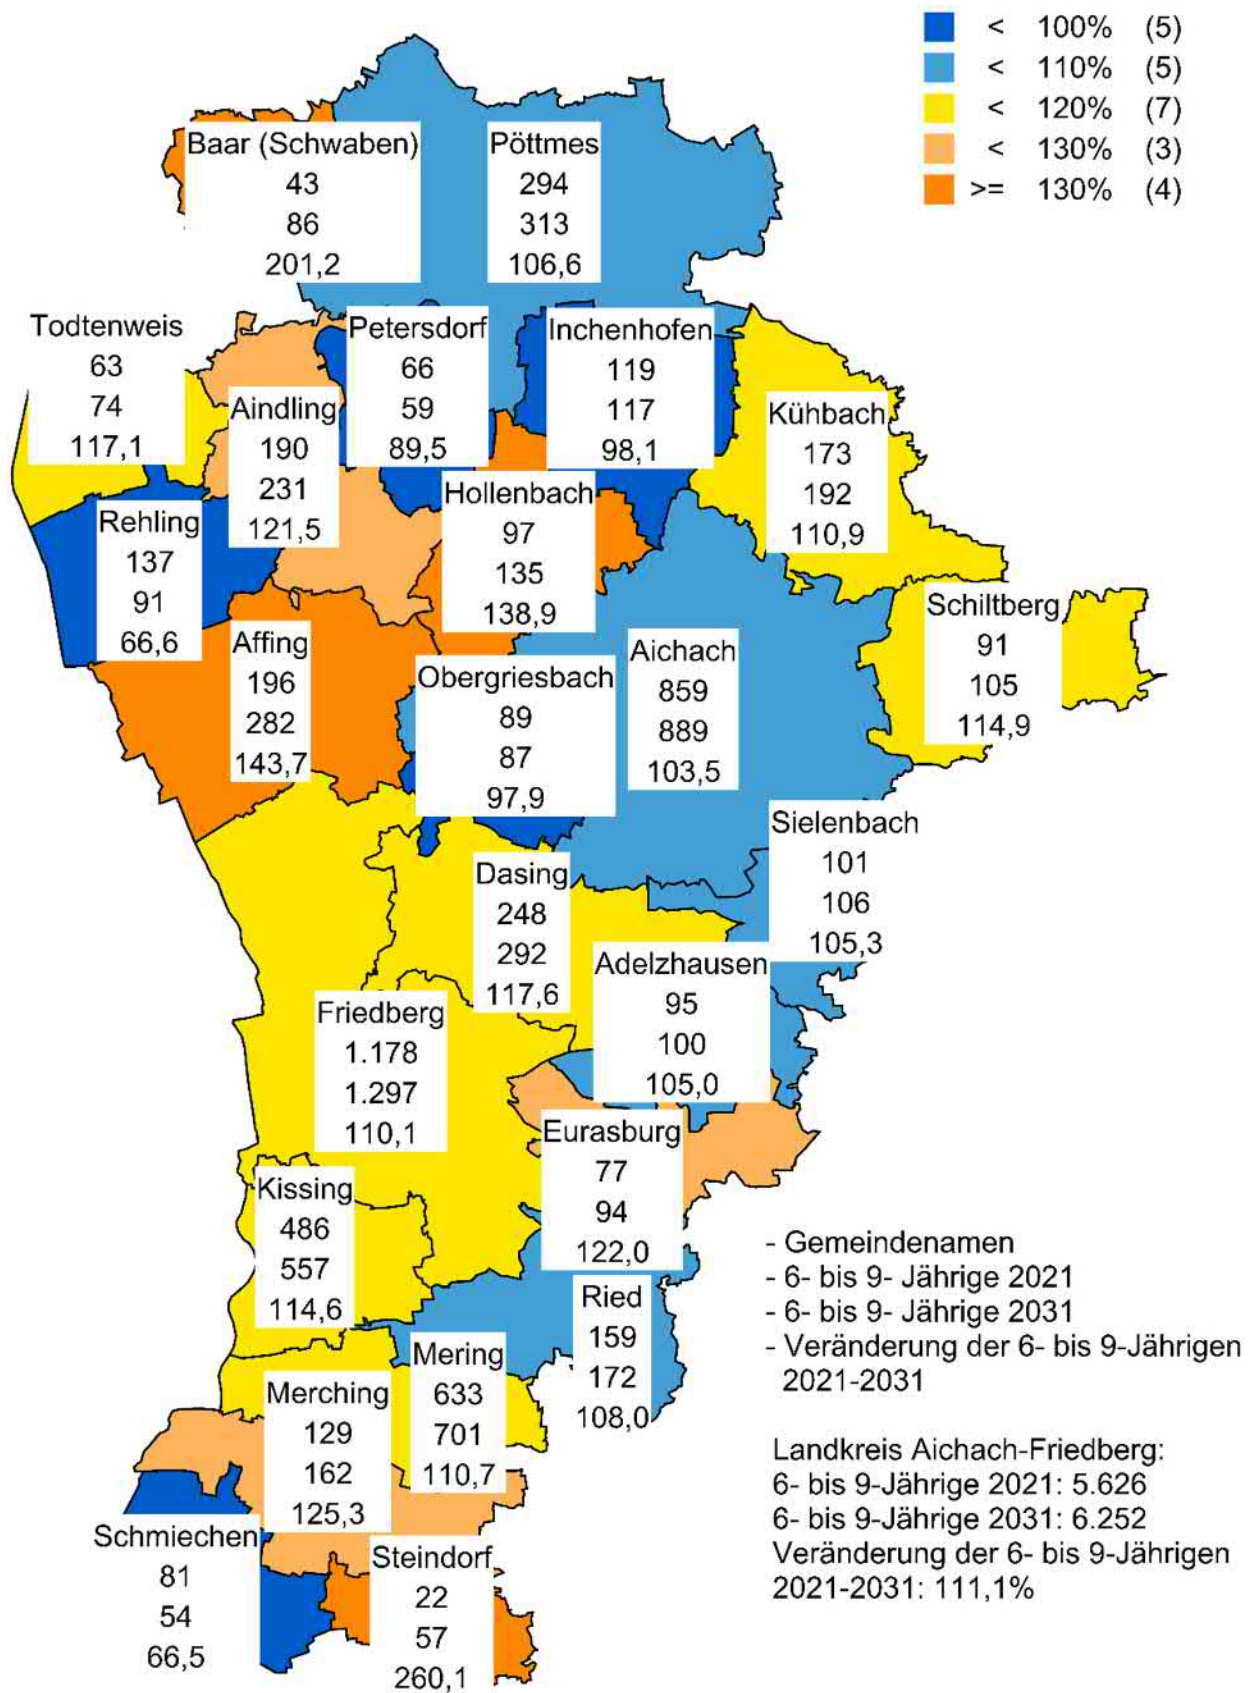 < 100% (5)
< 110% (5)
< 120% (7)
< 130% (3)
>= 130% (4)
Baar (Schwaben)
43
86
201,2
Pöttmes
294
313
106,6
Todtenweis
63
74
117,1
Petersdorf
66
59
89,5
Inchenhofen
119
117
98,1
Aindling
190
231
121,5
Kühbach
173
192
110,9
Rehling
137
91
66,6
Hollenbach
97
135
138,9
Schiltberg
91
105
114,9
Affing
196
282
143,7
Obergriesbach
89
87
97,9
Aichach
859
889
103,5
Sielenbach
101
106
105,3
Dasing
248
292
117,6
Adelzhausen
95
100
105,0
Friedberg
1.178
1.297
110,1
Eurasburg
77
94
122,0
Kissing
486
557
114,6
Ried
159
172
108,0
Mering
633
701
110,7
Merching
129
162
125,3
Schmiechen
81
54
66,5
Steindorf
22
57
260,1
- Gemeindenamen
- 6- bis 9- Jährige 2021
- 6- bis 9- Jährige 2031
- Veränderung der 6- bis 9-Jährigen
2021-2031
Landkreis Aichach-Friedberg:
6- bis 9-Jährige 2021: 5.626
6- bis 9-Jährige 2031: 6.252
Veränderung der 6- bis 9-Jährigen
2021-2031: 111,1%